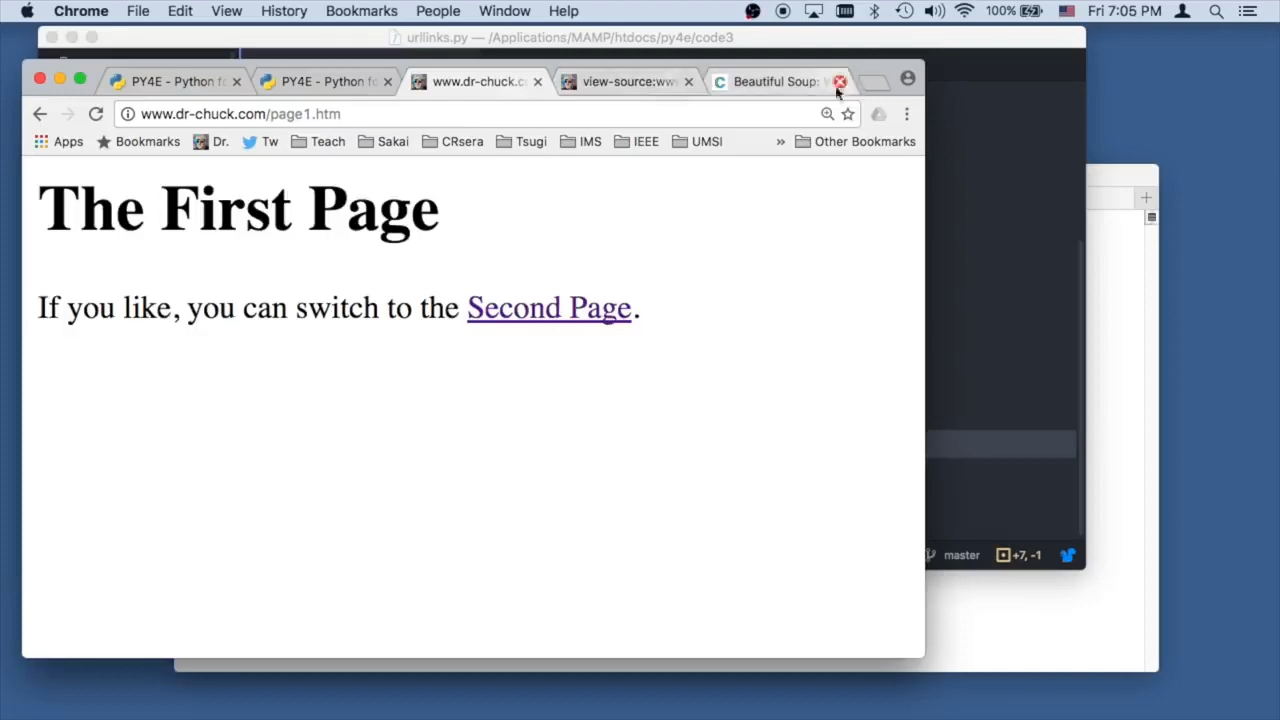 Chrome File Edit View History Bookmarks People Window Help 100% Fri 7:05 PM
urllinks.py — /Applications/MAMP/htdocs/py4e/code3
PY4E - Python fo PY4E - Python fo www.dr-chuck.c view-source:www Beautiful Soup:
www.dr-chuck.com/page1.htm
Apps Bookmarks Dr. Tw Teach Sakai CRsera Tsugi IMS IEEE UMSI » Other Bookmarks
The First Page
If you like, you can switch to the Second Page.
master +7, -1